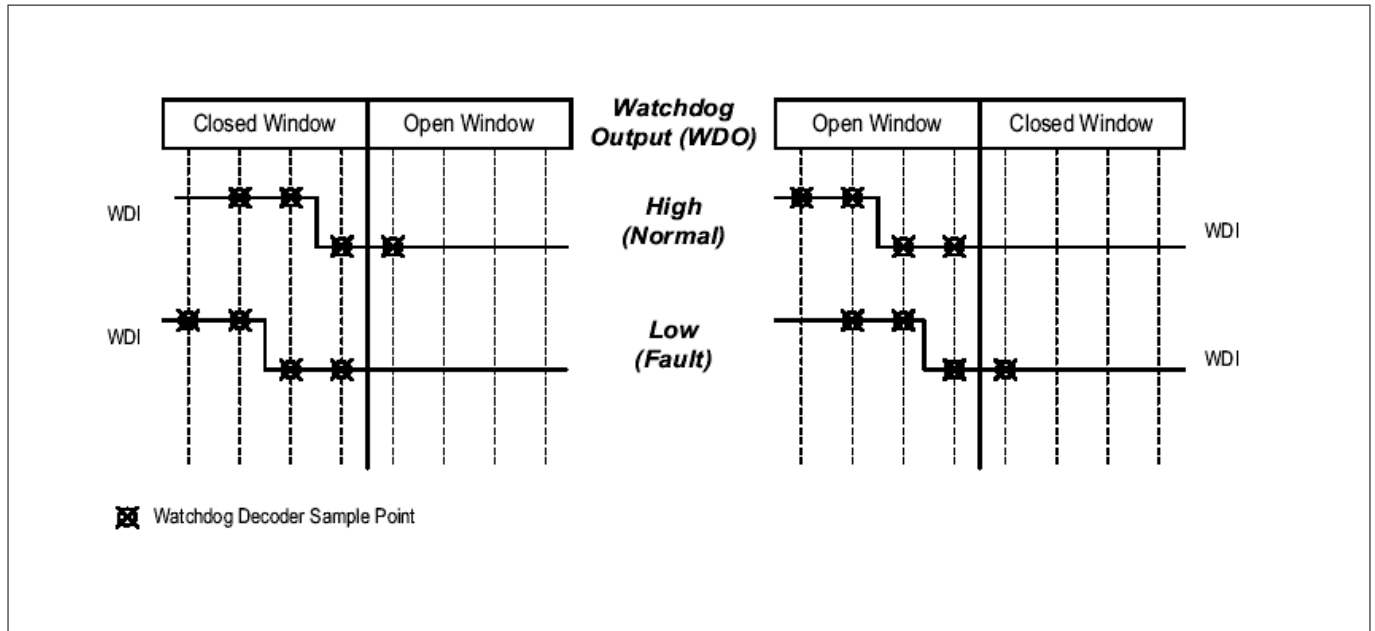 Closed Window
Open Window
Watchdog
Output (WDO)
Open Window
Closed Window
WDI
High
(Normal)
WDI
WDI
Low
(Fault)
WDI
Watchdog Decoder Sample Point